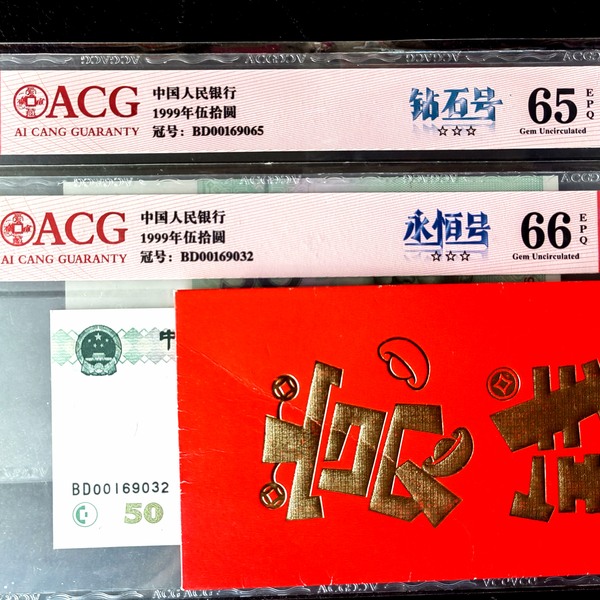 ACG
AI CANG GUARANTY
中国人民银行
1999年伍拾圆
冠号：BD00169065
钻石号
☆☆☆
65
EPQ
Gem Uncirculated
ACG
AI CANG GUARANTY
中国人民银行
1999年伍拾圆
冠号：BD00169032
永恒号
☆☆☆
66
EPQ
Gem Uncirculated
中
BD00169032
50